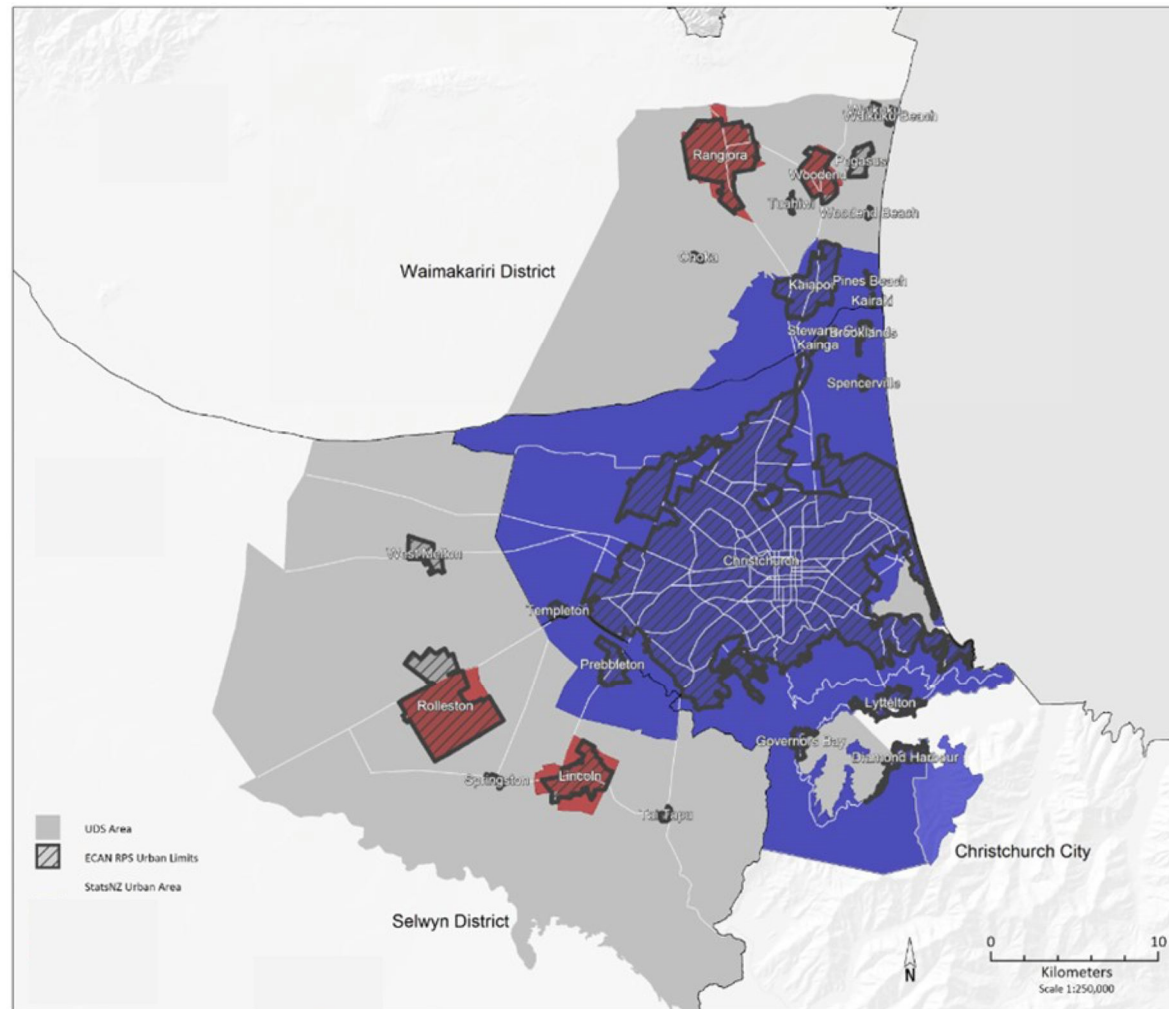 Waikuku Beach
Rangiora
Pegasus
Woodend
Tuahiwi
Woodend Beach
Ohoka
Waimakariri District
Kaiapoi
Pines Beach
Kairaki
Brooklands
Kainga
Spencerville
West Melton
Christchurch
Templeton
Prebbleton
Rolleston
Lyttelton
Governors Bay
Diamond Harbour
Springston
Lincoln
Tai Tapu
UDS Area
ECAN RPS Urban Limits
StatsNZ Urban Area
Christchurch City
Selwyn District
0
10
Kilometers
Scale 1:250,000
N